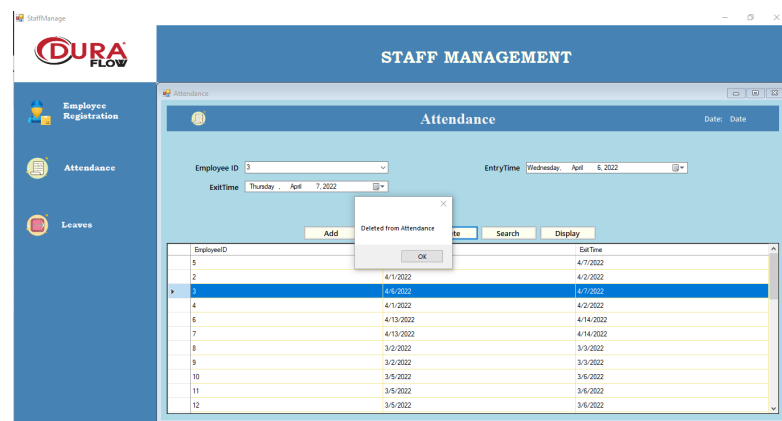 StaffManage
DURA
FLOW
STAFF MANAGEMENT
Attendance
Employee
Registration
Attendance
Date: Date
Attendance
Employee ID 3
EntryTime Wednesday, April 6, 2022
ExitTime Thursday , April 7, 2022
Leaves
Deleted from Attendance
OK
Add
Search
Display
EmployeeID ExitTime
5 4/7/2022
2 4/1/2022 4/2/2022
3 4/6/2022 4/7/2022
4 4/1/2022 4/2/2022
6 4/13/2022 4/14/2022
7 4/13/2022 4/14/2022
8 3/2/2022 3/3/2022
9 3/2/2022 3/3/2022
10 3/5/2022 3/6/2022
11 3/5/2022 3/6/2022
12 3/5/2022 3/6/2022